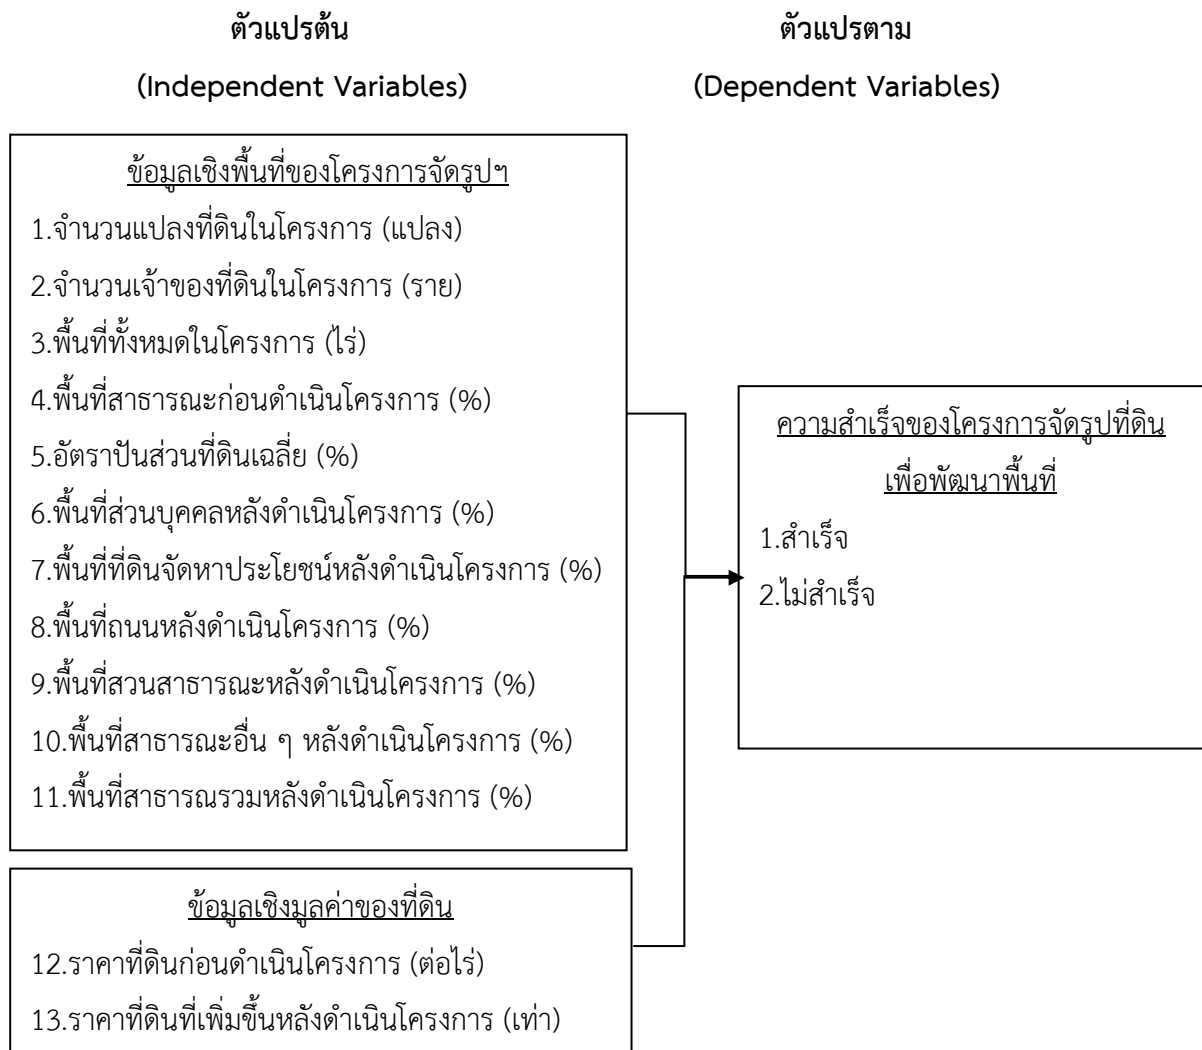 ตัวแปรต้น
(Independent Variables)
ตัวแปรตาม
(Dependent Variables)
ข้อมูลเชิงพื้นที่ของโครงการจัดรูปฯ
1.จำนวนแปลงที่ดินในโครงการ (แปลง)
2.จำนวนเจ้าของที่ดินในโครงการ (ราย)
3.พื้นที่ทั้งหมดในโครงการ (ไร่)
4.พื้นที่สาธารณะก่อนดำเนินโครงการ (%)
5.อัตราปันส่วนที่ดินเฉลี่ย (%)
6.พื้นที่ส่วนบุคคลหลังดำเนินโครงการ (%)
7.พื้นที่ที่ดินจัดหาประโยชน์หลังดำเนินโครงการ (%)
8.พื้นที่ถนนหลังดำเนินโครงการ (%)
9.พื้นที่สวนสาธารณะหลังดำเนินโครงการ (%)
10.พื้นที่สาธารณะอื่น ๆ หลังดำเนินโครงการ (%)
11.พื้นที่สาธารณรวมหลังดำเนินโครงการ (%)
ข้อมูลเชิงมูลค่าของที่ดิน
12.ราคาที่ดินก่อนดำเนินโครงการ (ต่อไร่)
13.ราคาที่ดินที่เพิ่มขึ้นหลังดำเนินโครงการ (เท่า)
ความสำเร็จของโครงการจัดรูปที่ดิน
เพื่อพัฒนาพื้นที่
1.สำเร็จ
2.ไม่สำเร็จ